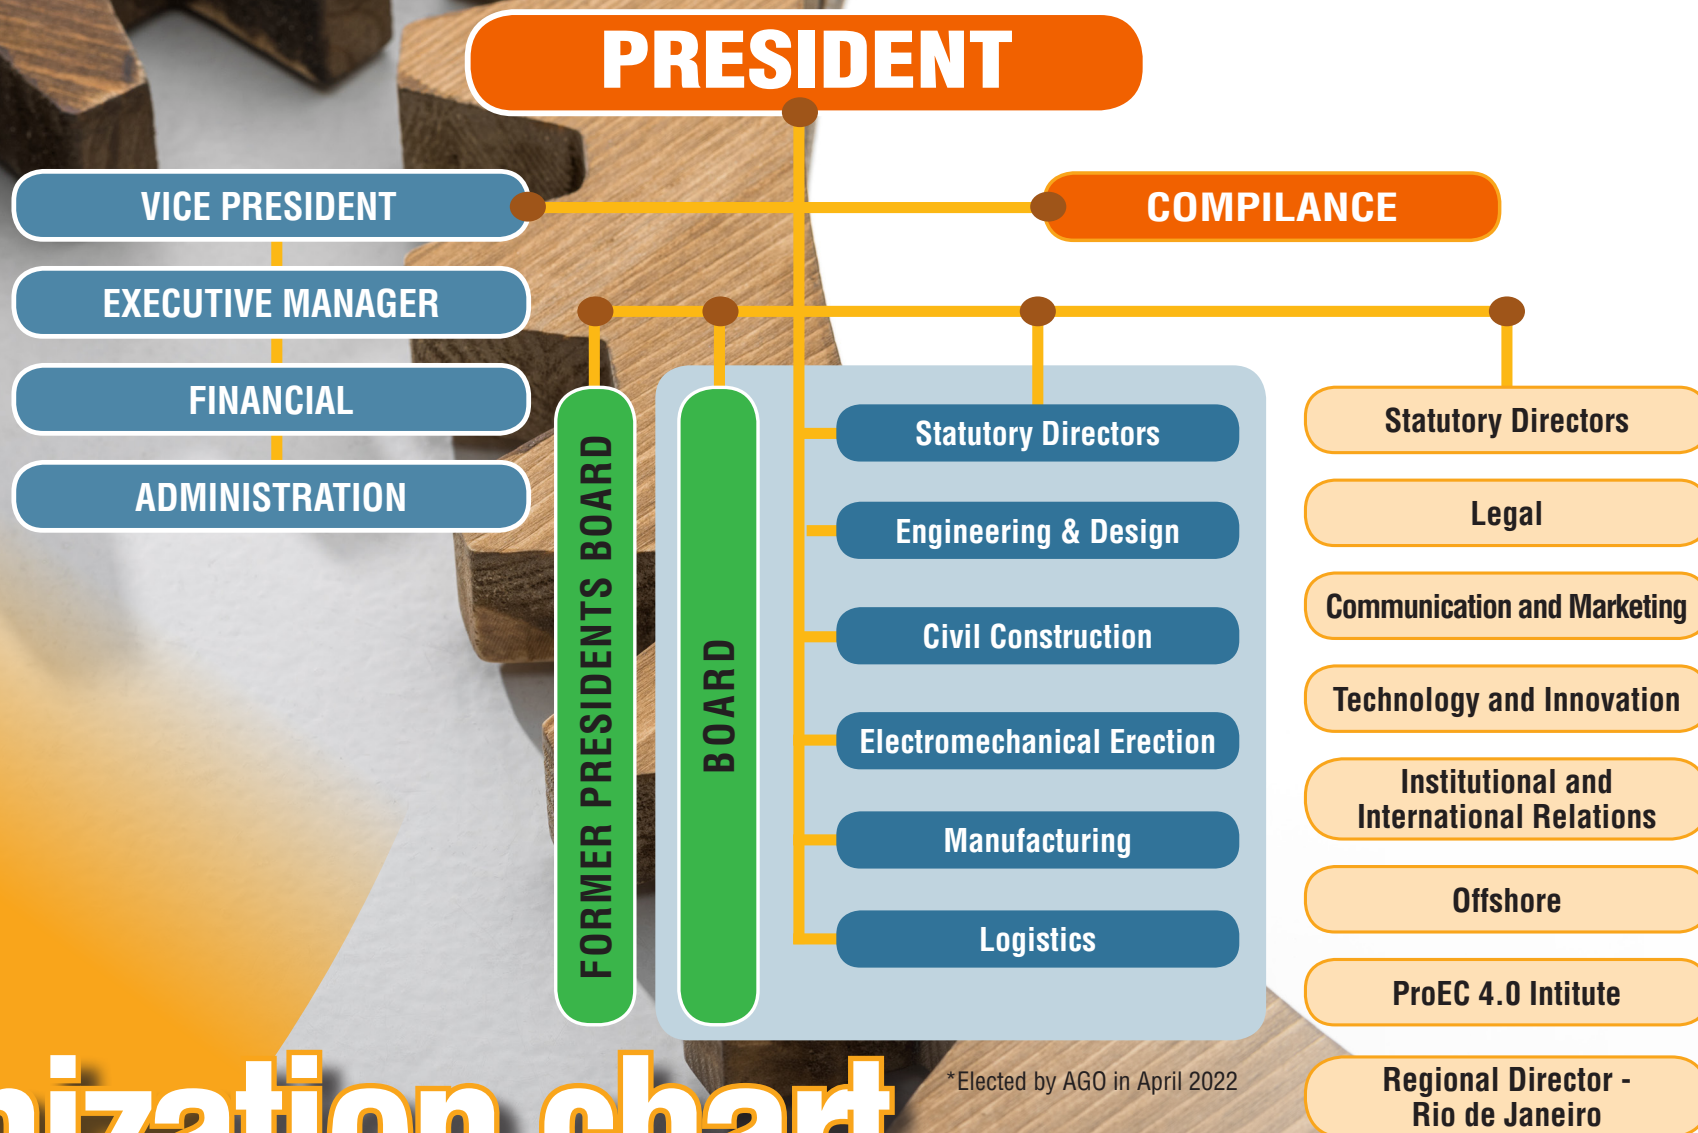 PRESIDENT
VICE PRESIDENT
COMPILANCE
EXECUTIVE MANAGER
FINANCIAL
ADMINISTRATION
FORMER PRESIDENTS BOARD
BOARD
Statutory Directors
Engineering & Design
Civil Construction
Electromechanical Erection
Manufacturing
Logistics
Statutory Directors
Legal
Communication and Marketing
Technology and Innovation
Institutional and
International Relations
Offshore
ProEC 4.0 Intitute
Regional Director -
Rio de Janeiro
*Elected by AGO in April 2022
nization chart